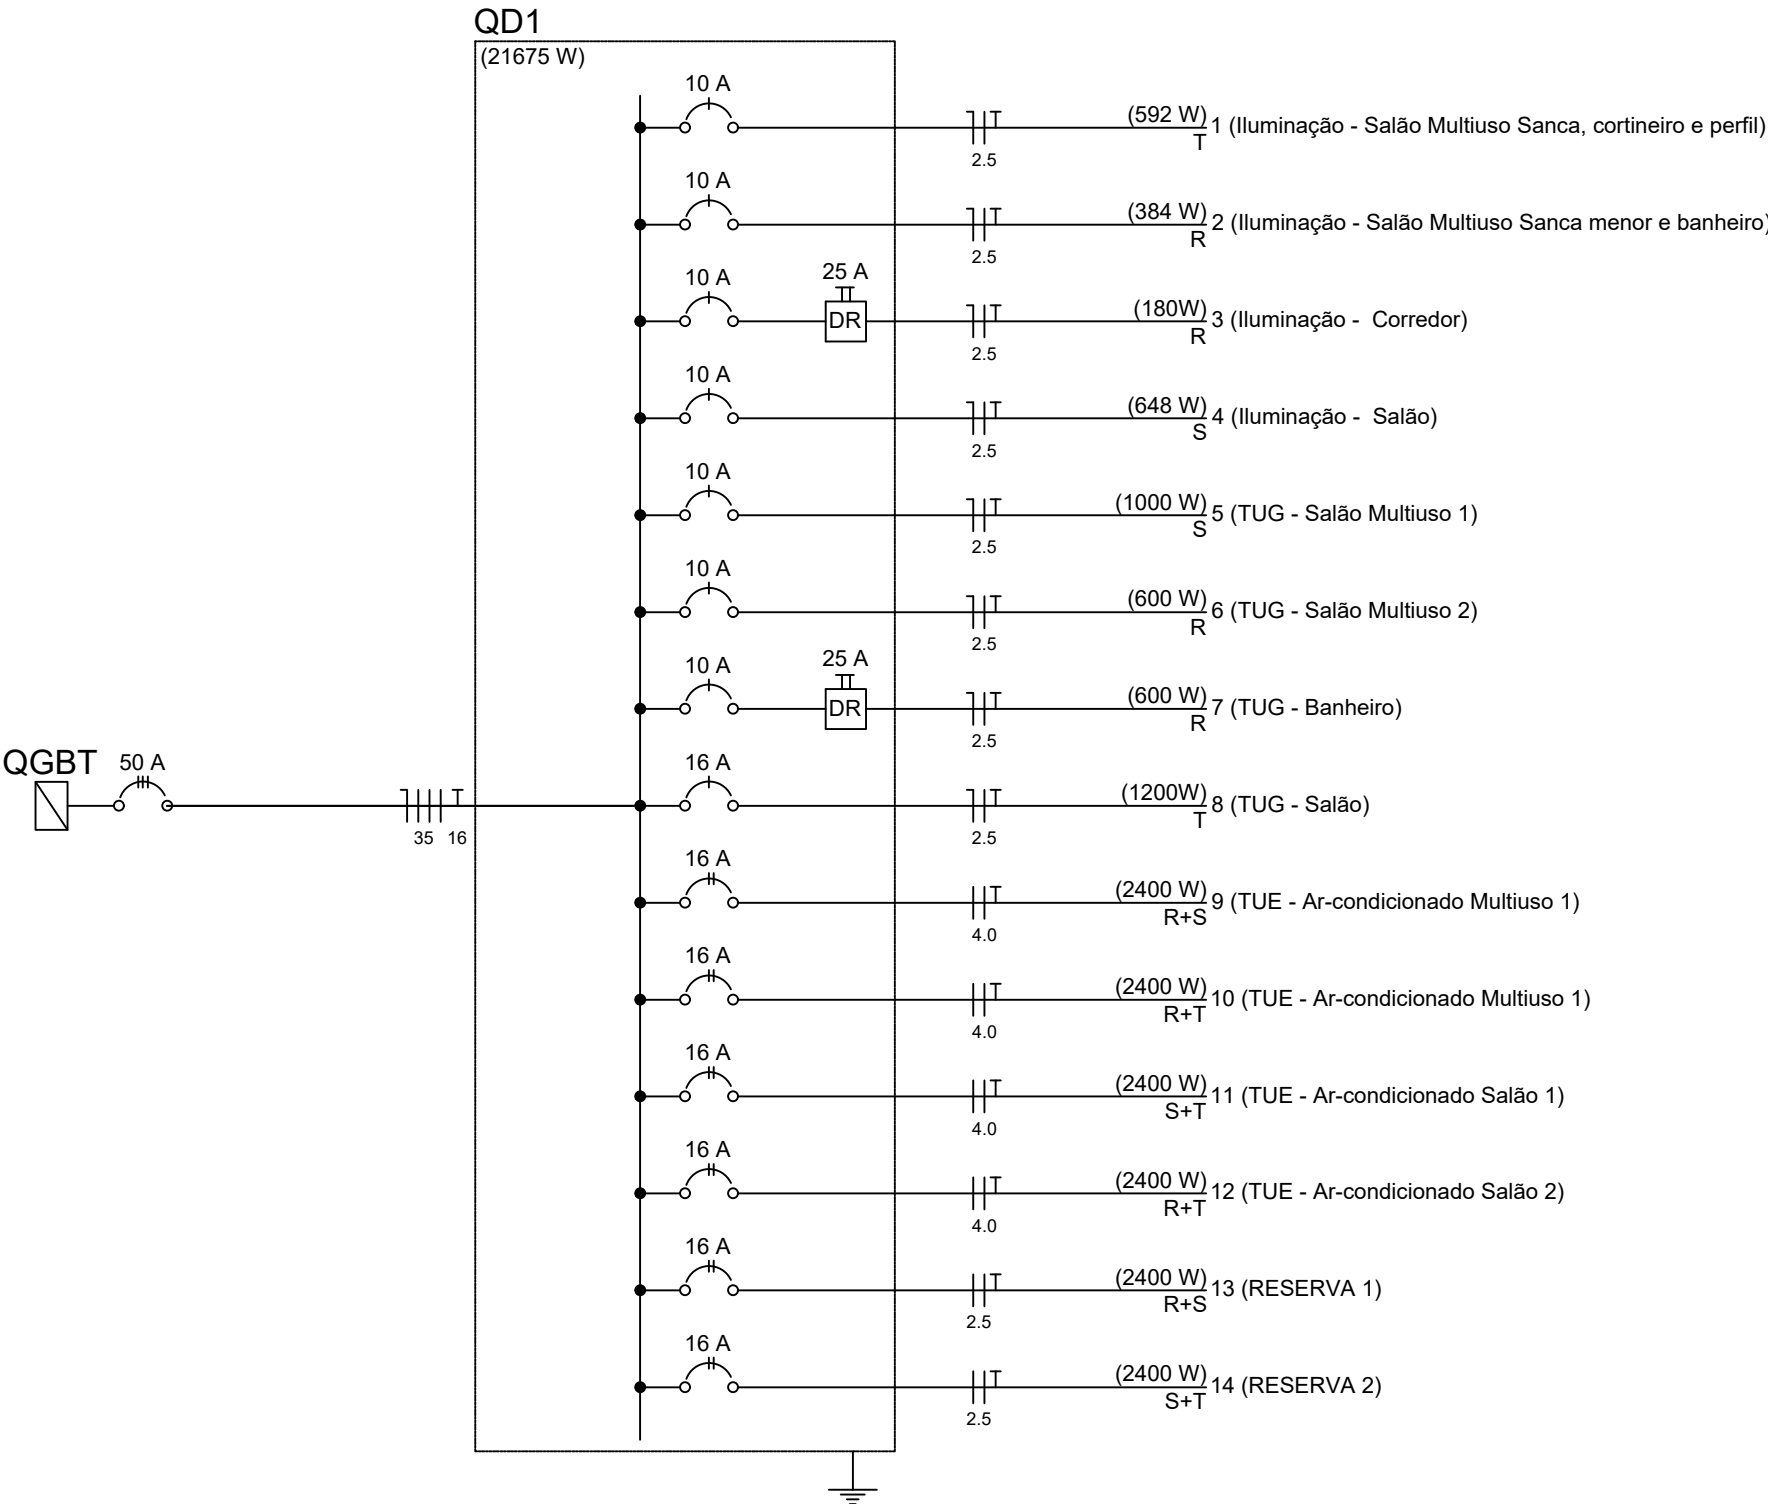 QD1
(21675 W)
10 A
(592 W)
1 (Iluminação - Salão Multiuso Sanca, cortineiro e perfil)
T
2.5
10 A
(384 W)
2 (Iluminação - Salão Multiuso Sanca menor e banheiro)
R
2.5
10 A
25 A
DR
(180W)
3 (Iluminação -  Corredor)
R
2.5
10 A
(648 W)
4 (Iluminação -  Salão)
S
2.5
10 A
(1000 W)
5 (TUG - Salão Multiuso 1)
S
2.5
10 A
(600 W)
6 (TUG - Salão Multiuso 2)
R
2.5
10 A
25 A
DR
(600 W)
7 (TUG - Banheiro)
R
2.5
QGBT
50 A
35
16
16 A
(1200W)
8 (TUG - Salão)
T
2.5
16 A
(2400 W)
9 (TUE - Ar-condicionado Multiuso 1)
R+S
4.0
16 A
(2400 W)
10 (TUE - Ar-condicionado Multiuso 1)
R+T
4.0
16 A
(2400 W)
11 (TUE - Ar-condicionado Salão 1)
S+T
4.0
16 A
(2400 W)
12 (TUE - Ar-condicionado Salão 2)
R+T
4.0
16 A
(2400 W)
13 (RESERVA 1)
R+S
2.5
16 A
(2400 W)
14 (RESERVA 2)
S+T
2.5